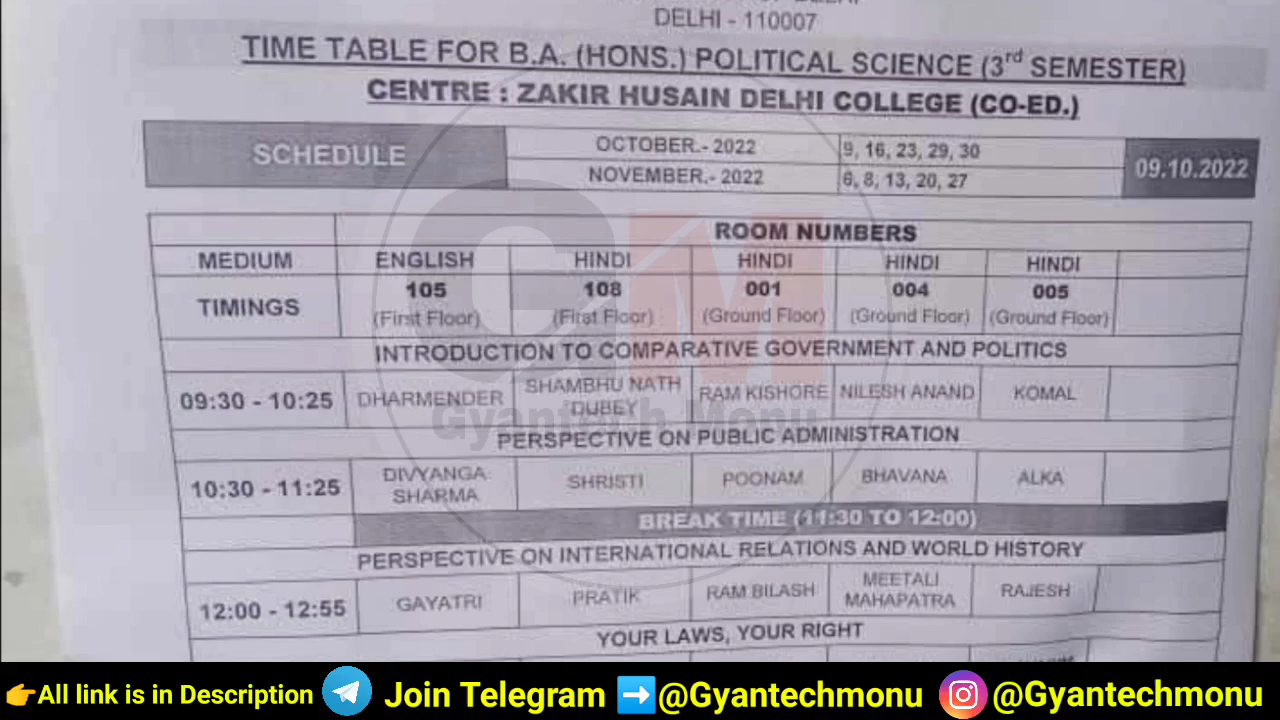 DELHI - 110007
TIME TABLE FOR B.A. (HONS.) POLITICAL SCIENCE (3rd SEMESTER)
CENTRE : ZAKIR HUSAIN DELHI COLLEGE (CO-ED.)
SCHEDULE
OCTOBER.- 2022 9, 16, 23, 29, 30
NOVEMBER.- 2022 6, 8, 13, 20, 27
09.10.2022
ROOM NUMBERS
MEDIUM ENGLISH HINDI HINDI HINDI HINDI
TIMINGS 105 108 001 004 005
(First Floor) (First Floor) (Ground Floor) (Ground Floor) (Ground Floor)
INTRODUCTION TO COMPARATIVE GOVERNMENT AND POLITICS
09:30 - 10:25 DHARMENDER SHAMBHU NATH DUBEY RAM KISHORE NILESH ANAND KOMAL
Gyantech Monu
PERSPECTIVE ON PUBLIC ADMINISTRATION
10:30 - 11:25 DIVYANGA SHARMA SHRISTI POONAM BHAVANA ALKA
BREAK TIME (11:30 TO 12:00)
PERSPECTIVE ON INTERNATIONAL RELATIONS AND WORLD HISTORY
12:00 - 12:55 GAYATRI PRATIK RAM BILASH MEETALI MAHAPATRA RAJESH
YOUR LAWS, YOUR RIGHT
👉All link is in Description Join Telegram ➡️@Gyantechmonu @Gyantechmonu